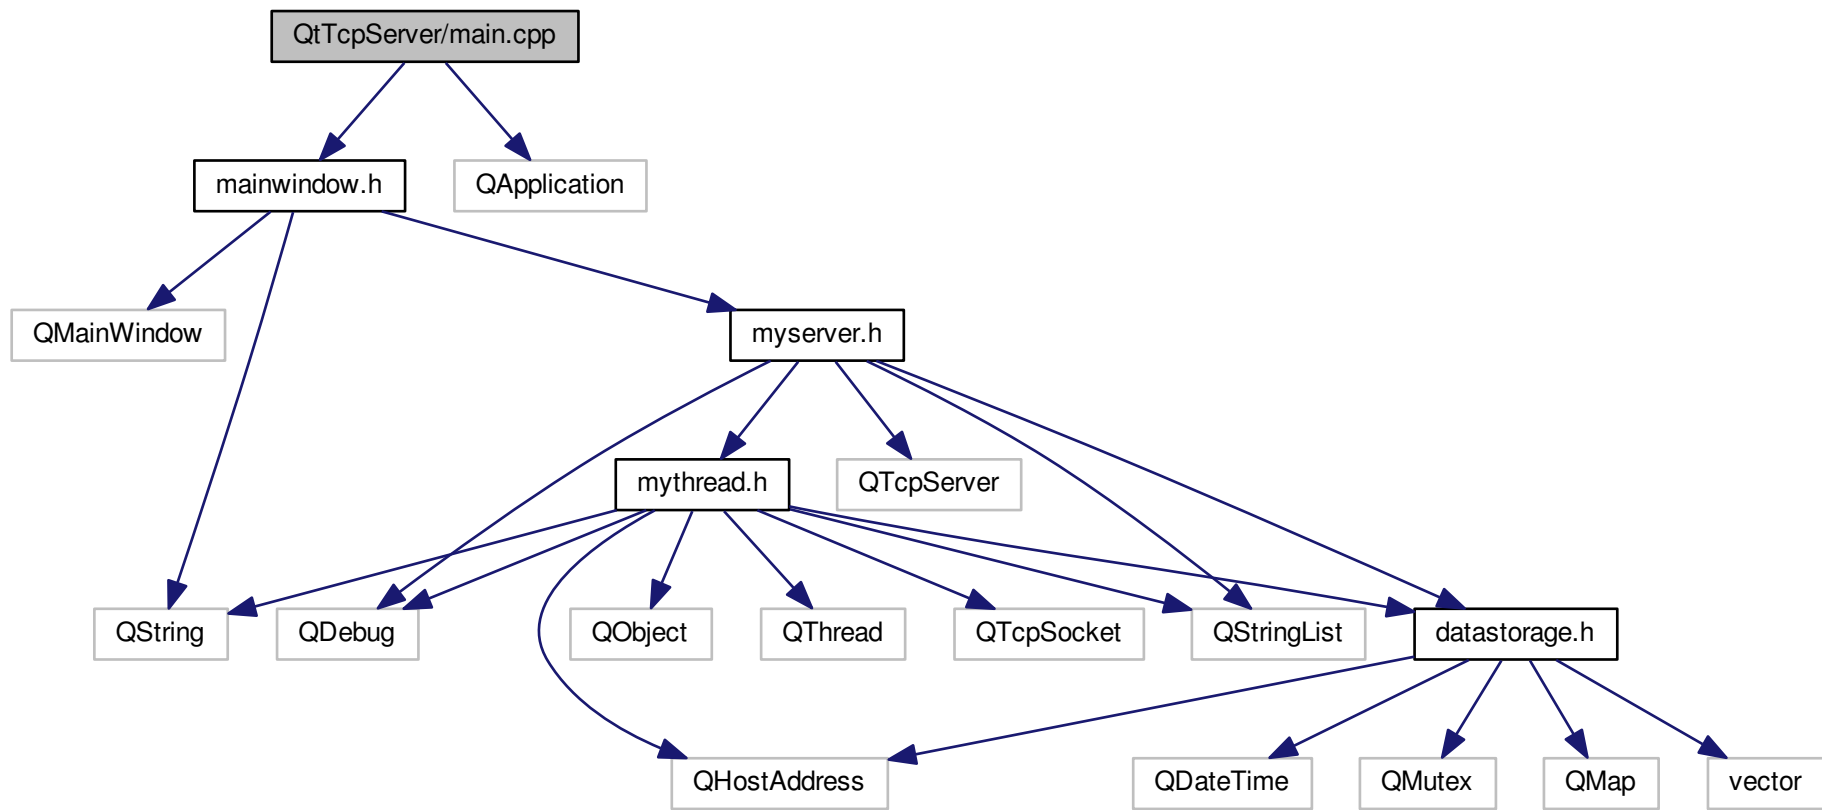 QtTcpServer/main.cpp
mainwindow.h
QApplication
QMainWindow
myserver.h
mythread.h
QTcpServer
QString
QDebug
QObject
QThread
QTcpSocket
QStringList
datastorage.h
QHostAddress
QDateTime
QMutex
QMap
vector